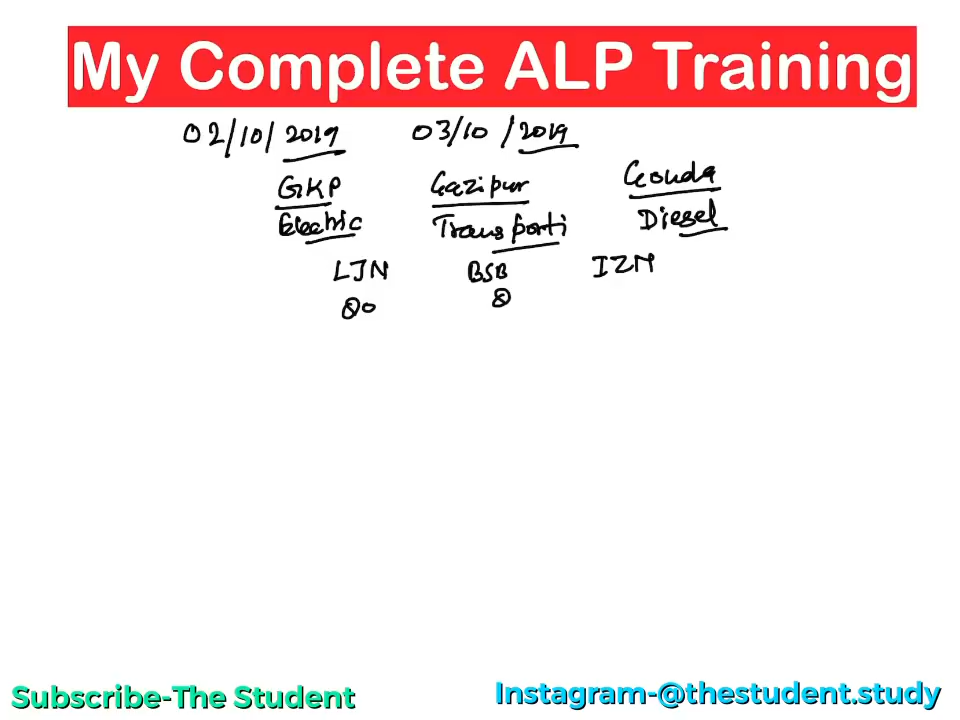 My Complete ALP Training
02/10/2019 03/10/2019
GKP Gazipur Gonda
Electric Transporti Diesel
LJN BSB IZN
Subscribe-The Student Instagram-@thestudent.study